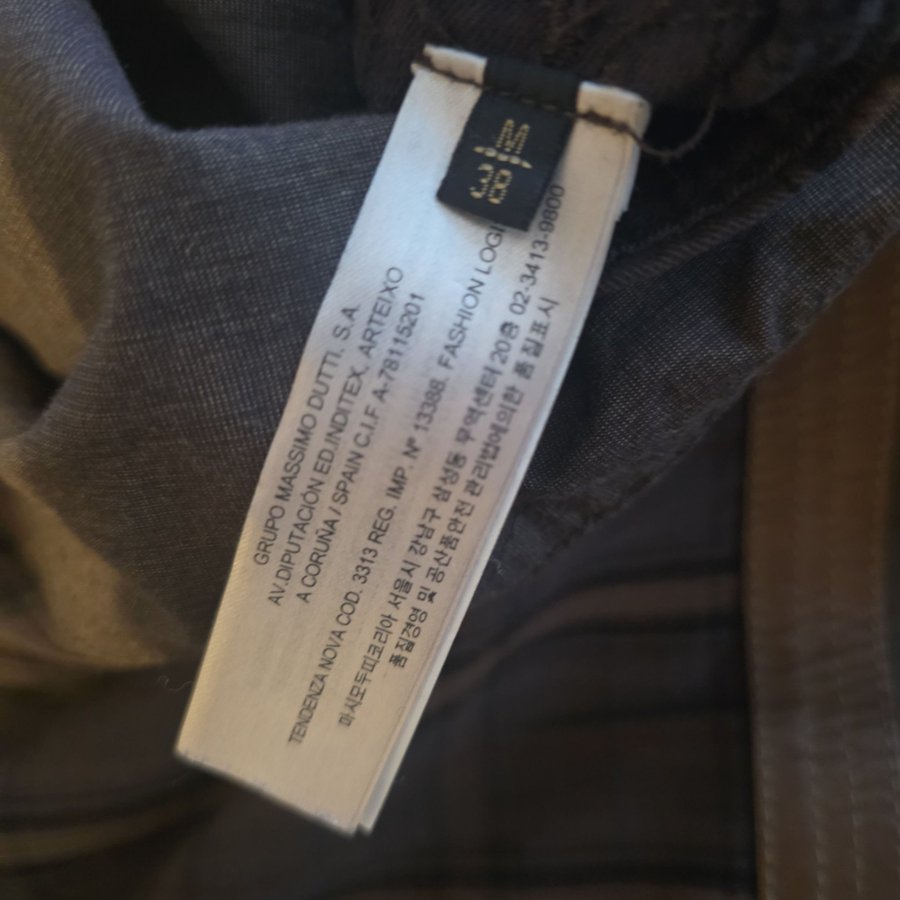 38
GRUPO MASSIMO DUTTI. S.A
AV.DIPUTACIÓN ED.INDITEX, ARTEIXO
A CORUÑA / SPAIN C.I.F A-78115201
TENDENZA NOVA COD. 3313 REG. IMP. Nº 13388. FASHION LOGI
마시모두띠코리아 서울시 강남구 삼성동 무역센터 20층 02-3413-9800
품질경영 및 공산품안전 관리법에의한 품질표시